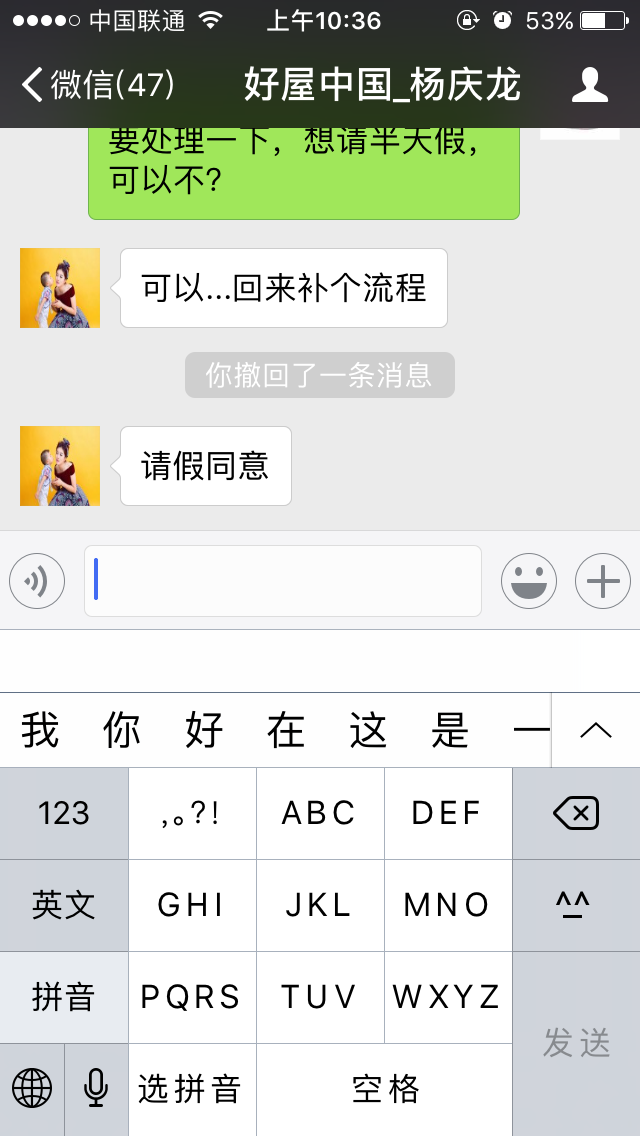 中国联通 上午10:36 53%
微信(47) 好屋中国_杨庆龙
要处理一下，想请半天假，
可以不?
可以...回来补个流程
你撤回了一条消息
请假同意
我 你 好 在 这 是 一
123 ,。?! ABC DEF
英文 GHI JKL MNO ^^
拼音 PQRS TUV WXYZ
发送
选拼音 空格